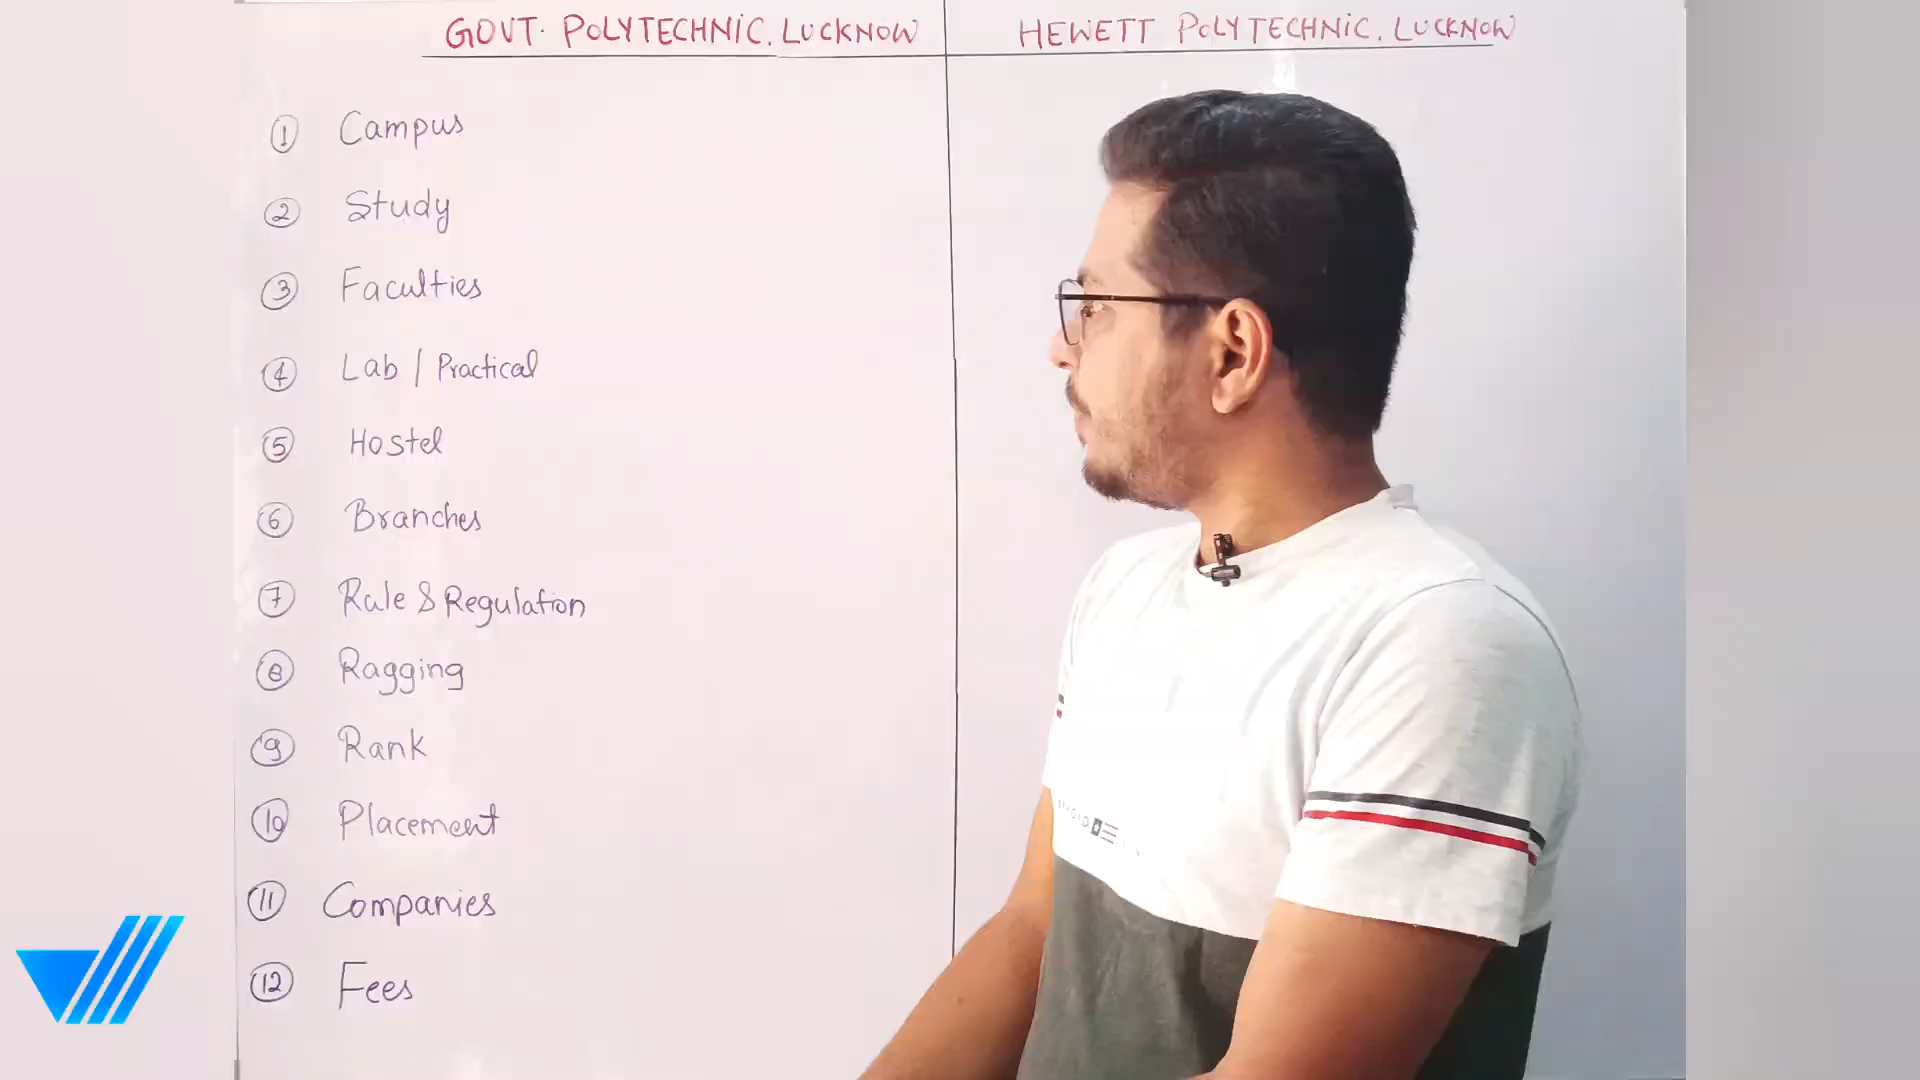 GOVT. POLYTECHNIC, LUCKNOW
HEWETT POLYTECHNIC, LUCKNOW
1 Campus
2 Study
3 Faculties
4 Lab / Practical
5 Hostel
6 Branches
7 Rule & Regulation
8 Ragging
9 Rank
10 Placement
11 Companies
12 Fees